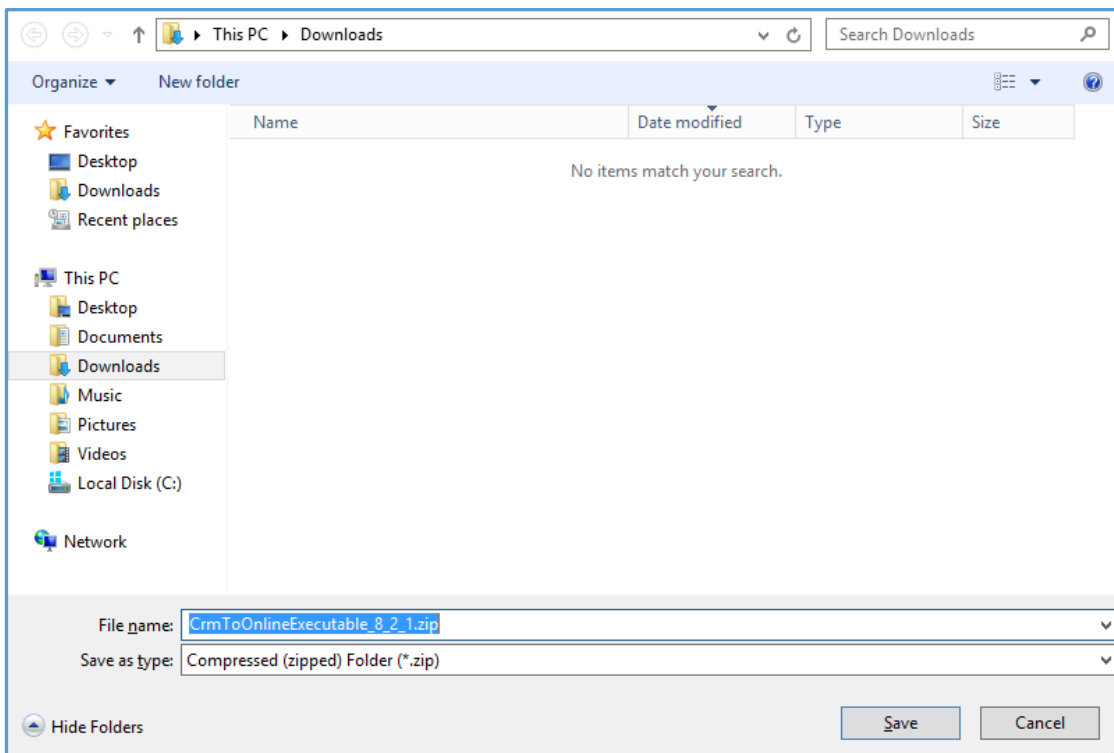 This PC Downloads
Search Downloads
Organize New folder
Name Date modified Type Size
No items match your search.
Favorites
Desktop
Downloads
Recent places
This PC
Desktop
Documents
Downloads
Music
Pictures
Videos
Local Disk (C:)
Network
File name: CrmToOnlineExecutable_8_2_1.zip
Save as type: Compressed (zipped) Folder (*.zip)
Hide Folders
Save Cancel